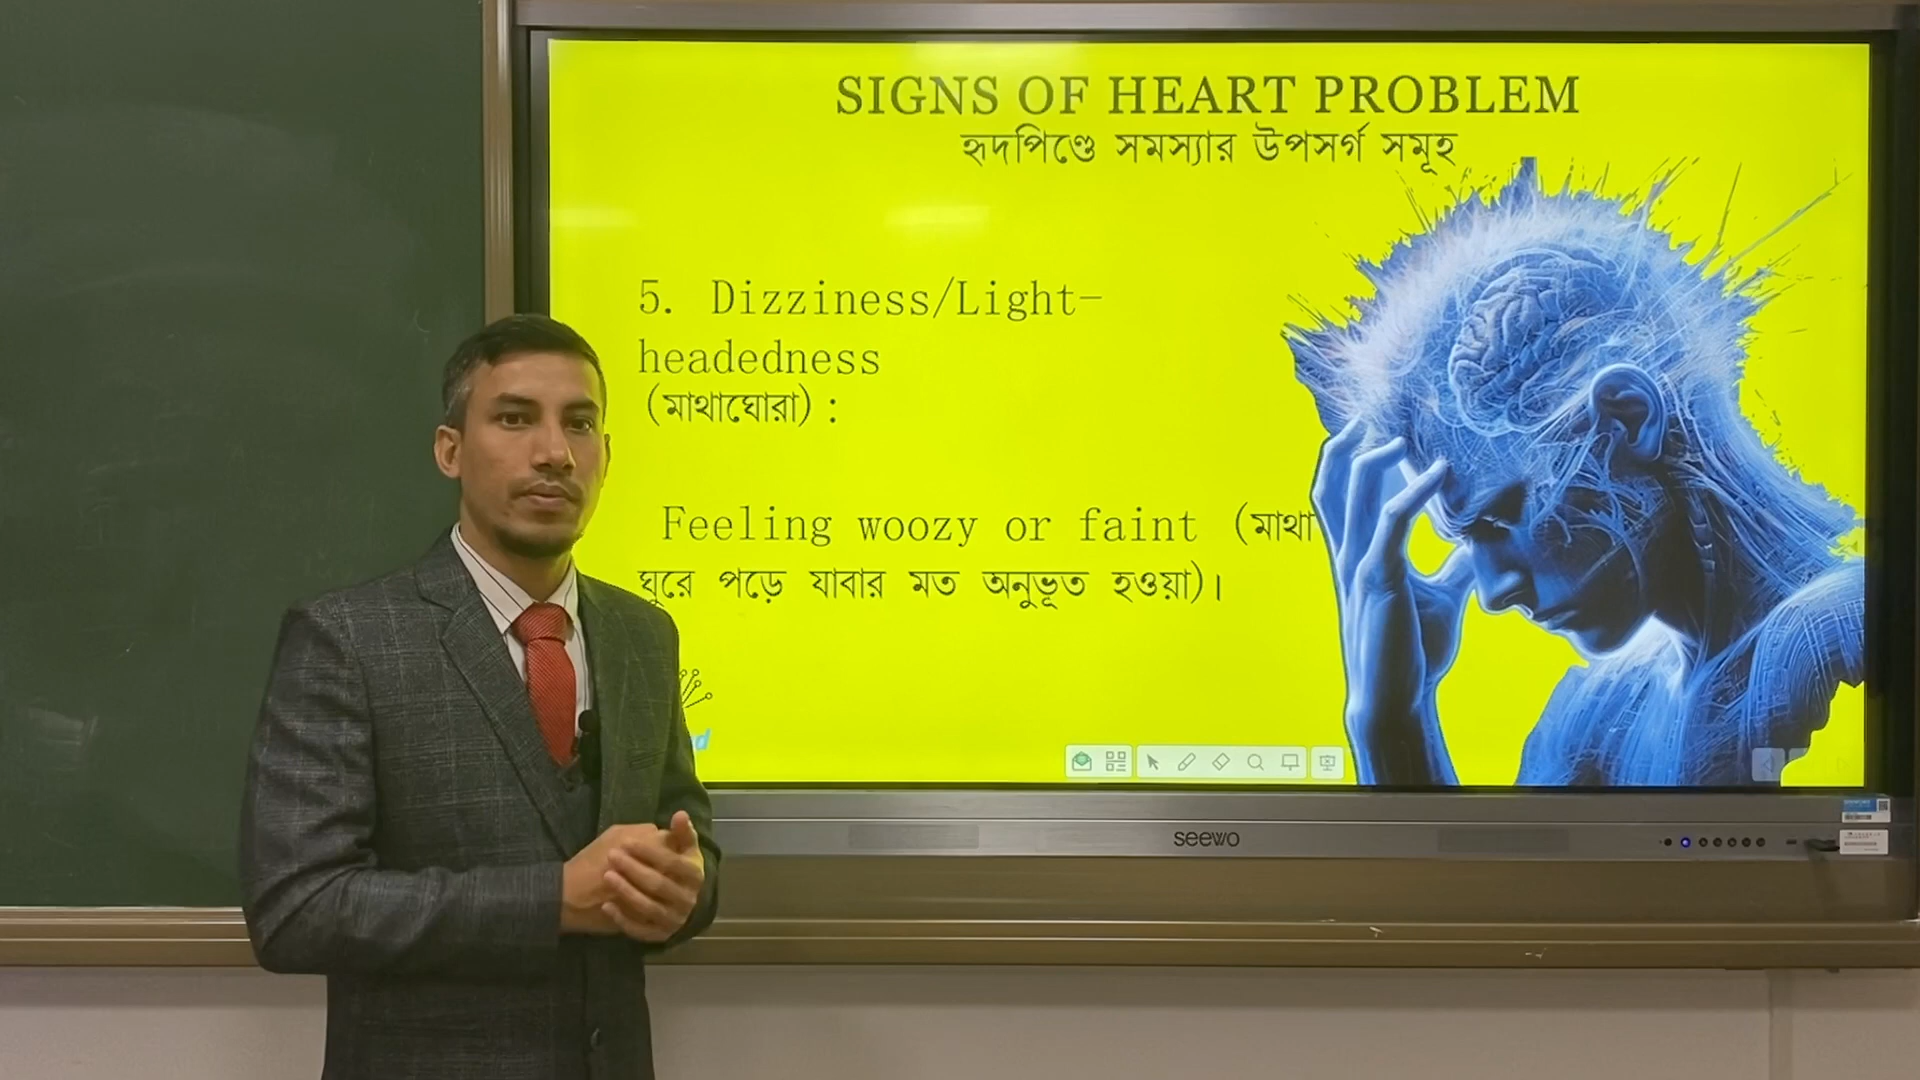 SIGNS OF HEART PROBLEM
হৃদপিণ্ডে সমস্যার উপসর্গ সমূহ
5. Dizziness/Light-
headedness
(মাথাঘোরা) :
Feeling woozy or faint (মাথা
ঘুরে পড়ে যাবার মত অনুভূত হওয়া)।
seewo